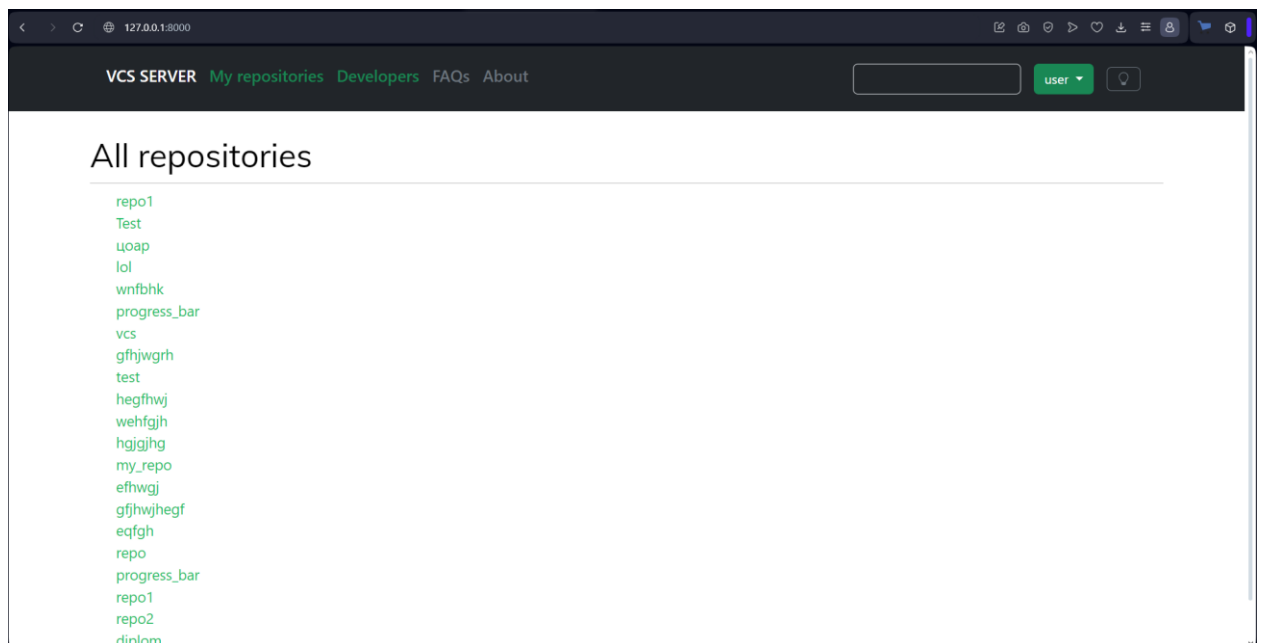 127.0.0.1:8000
VCS SERVER My repositories Developers FAQs About user
All repositories
repo1
Test
цоар
lol
wnfbhk
progress_bar
vcs
gfhjwgrh
test
hegfhwj
wehfgjh
hgjgjhg
my_repo
efhwgj
gfjhwjhegf
eqfgh
repo
progress_bar
repo1
repo2
diplom